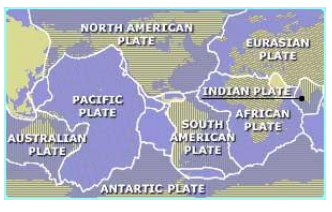 NORTH AMERICAN
PLATE
EURASIAN
PLATE
INDIAN PLATE
PACIFIC
PLATE
AFRICAN
PLATE
SOUTH
AMERICAN
PLATE
AUSTRALIAN
PLATE
ANTARTIC PLATE